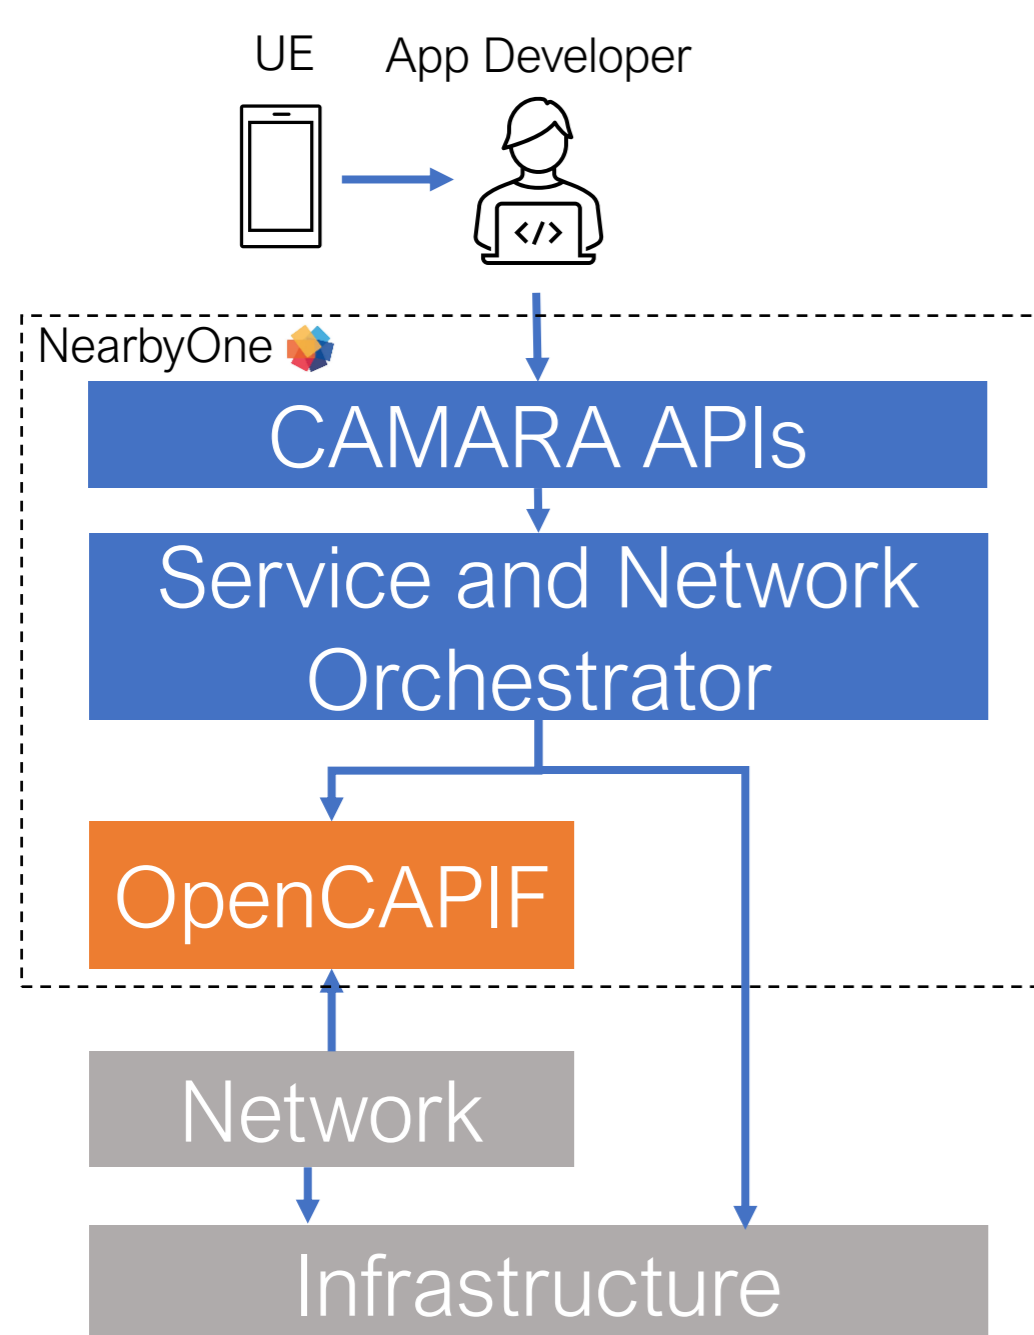 UE
App Developer
</>
NearbyOne
CAMARA APIs
Service and Network
Orchestrator
OpenCAPIF
Network
Infrastructure